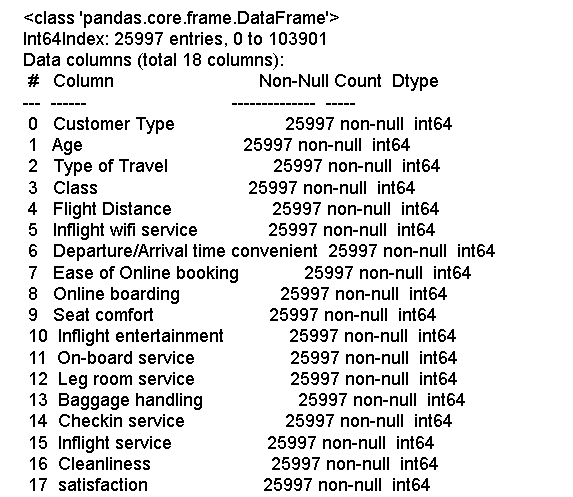 <class 'pandas.core.frame.DataFrame'>
Int64Index: 25997 entries, 0 to 103901
Data columns (total 18 columns):
# Column Non-Null Count Dtype
--- ------ -------------- -----
0 Customer Type 25997 non-null int64
1 Age 25997 non-null int64
2 Type of Travel 25997 non-null int64
3 Class 25997 non-null int64
4 Flight Distance 25997 non-null int64
5 Inflight wifi service 25997 non-null int64
6 Departure/Arrival time convenient 25997 non-null int64
7 Ease of Online booking 25997 non-null int64
8 Online boarding 25997 non-null int64
9 Seat comfort 25997 non-null int64
10 Inflight entertainment 25997 non-null int64
11 On-board service 25997 non-null int64
12 Leg room service 25997 non-null int64
13 Baggage handling 25997 non-null int64
14 Checkin service 25997 non-null int64
15 Inflight service 25997 non-null int64
16 Cleanliness 25997 non-null int64
17 satisfaction 25997 non-null int64